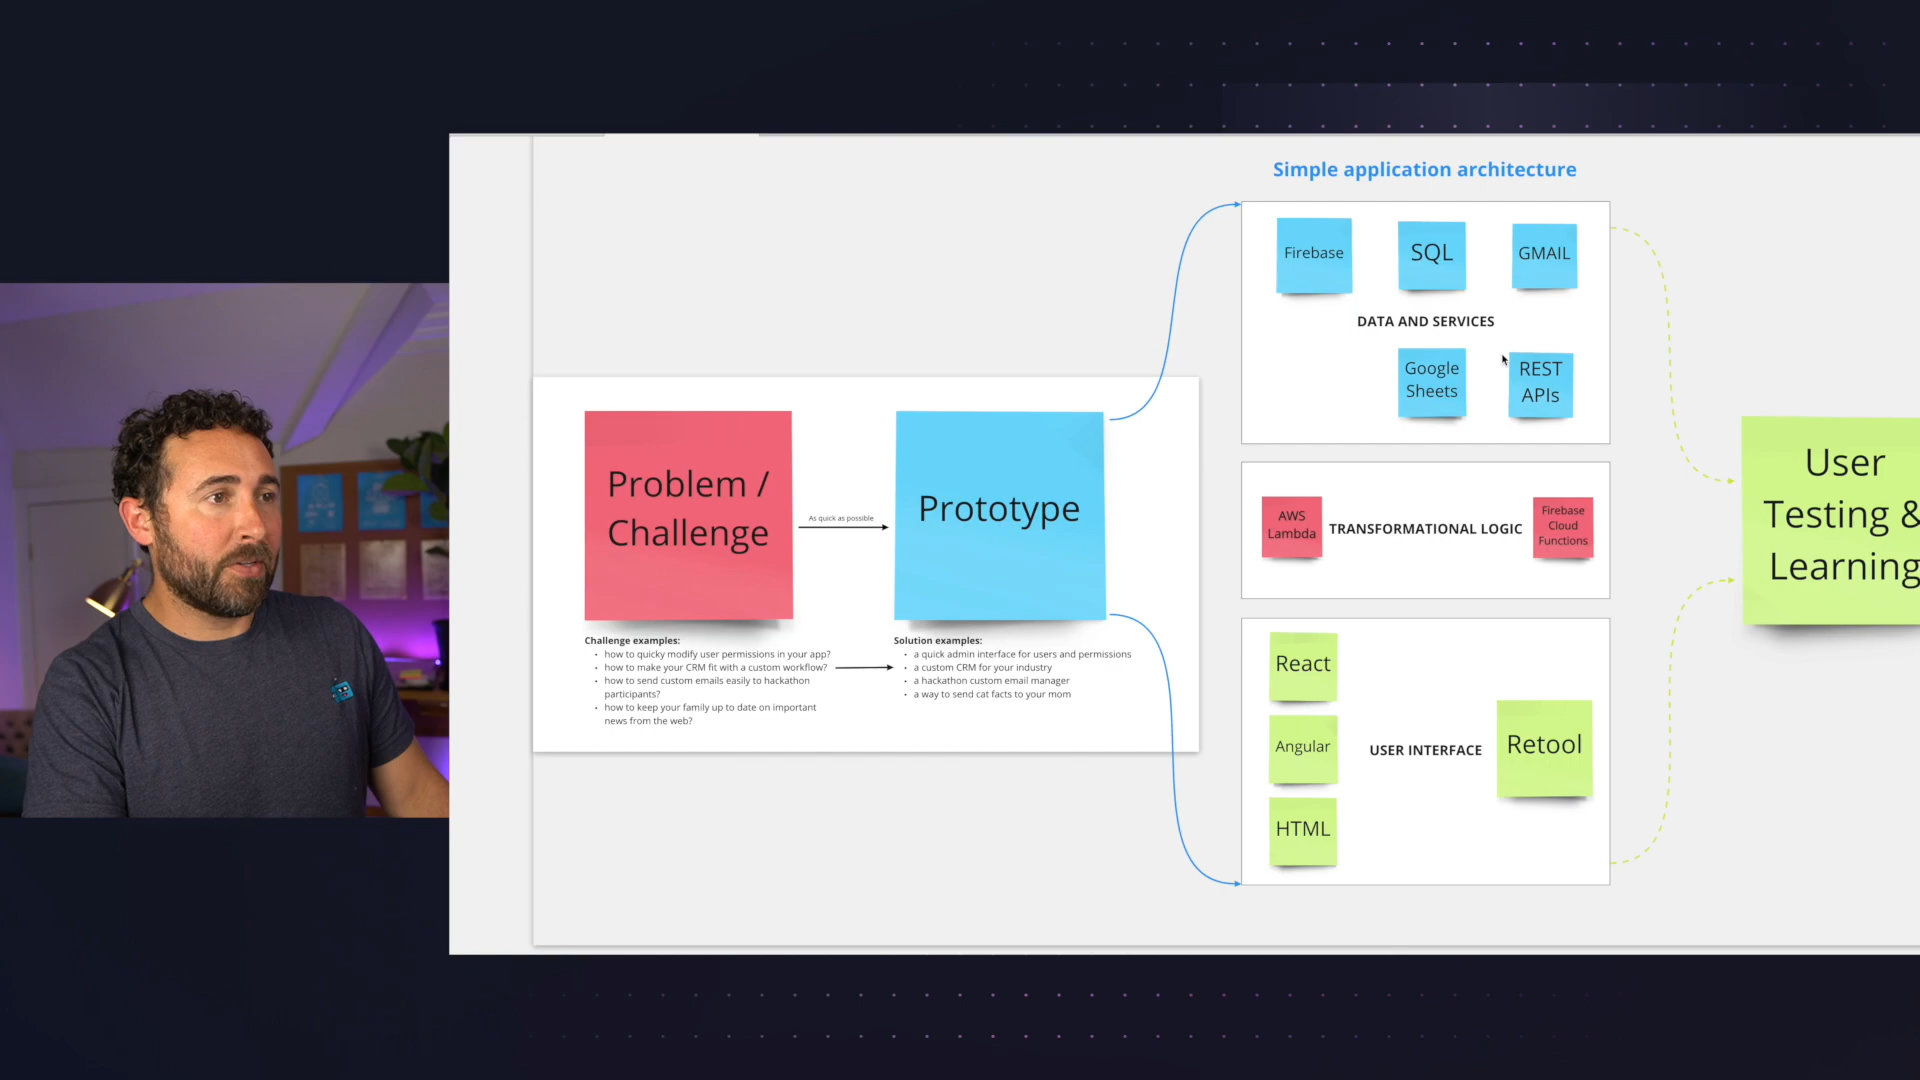 Simple application architecture
Firebase
SQL
GMAIL
DATA AND SERVICES
Google
Sheets
REST
APIs
Problem /
Challenge
As quick as possible
Prototype
Challenge examples:
• how to quicky modify user permissions in your app?
• how to make your CRM fit with a custom workflow?
• how to send custom emails easily to hackathon
participants?
• how to keep your family up to date on important
news from the web?
Solution examples:
• a quick admin interface for users and permissions
• a custom CRM for your industry
• a hackathon custom email manager
• a way to send cat facts to your mom
AWS
Lambda
TRANSFORMATIONAL LOGIC
Firebase
Cloud
Functions
React
Angular
HTML
USER INTERFACE
Retool
User
Testing &
Learning